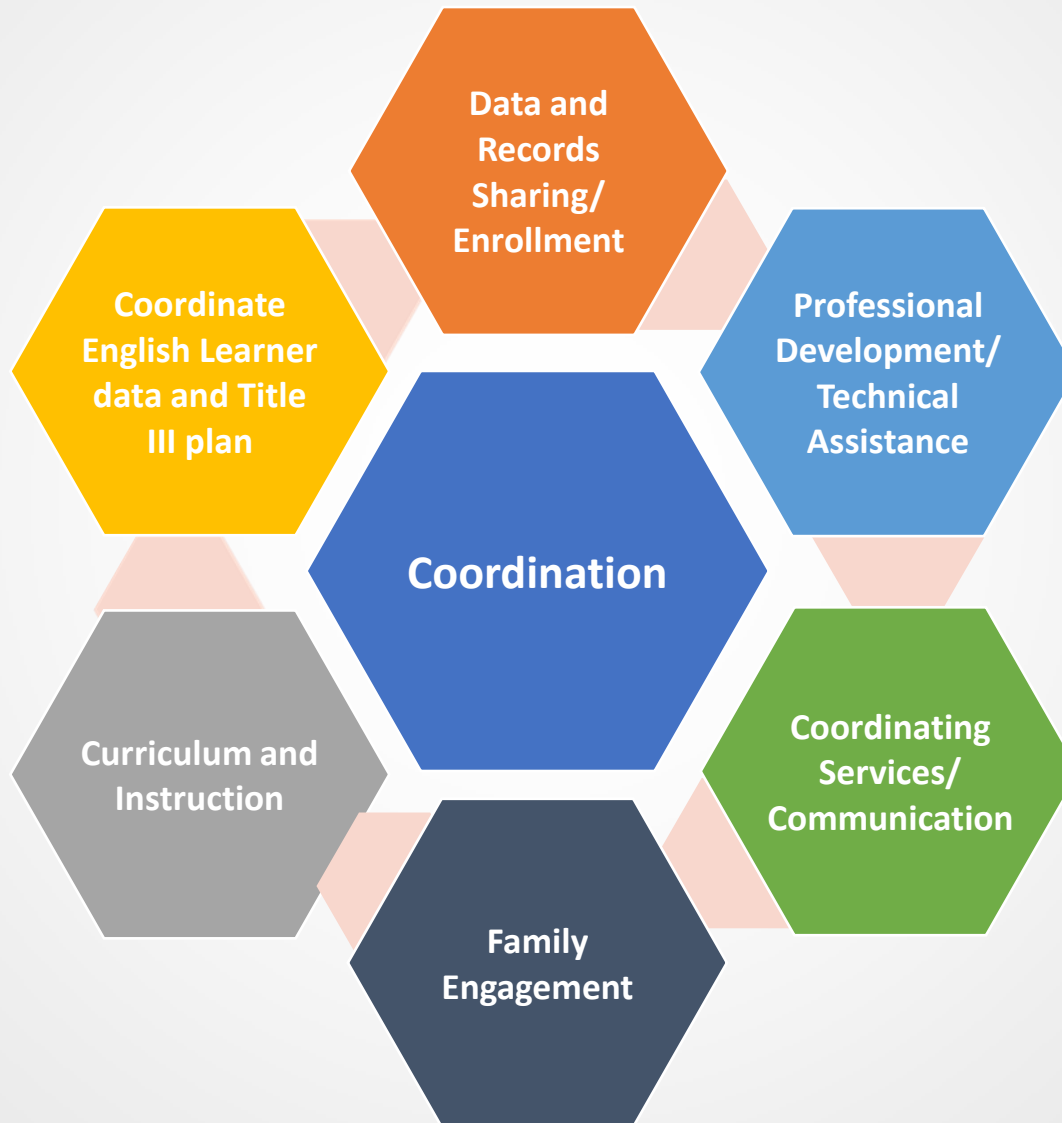 Data and
Records
Sharing/
Enrollment
Professional
Development/
Technical
Assistance
Coordinating
Services/
Communication
Family
Engagement
Curriculum and
Instruction
Coordinate
English Learner
data and Title
III plan
Coordination